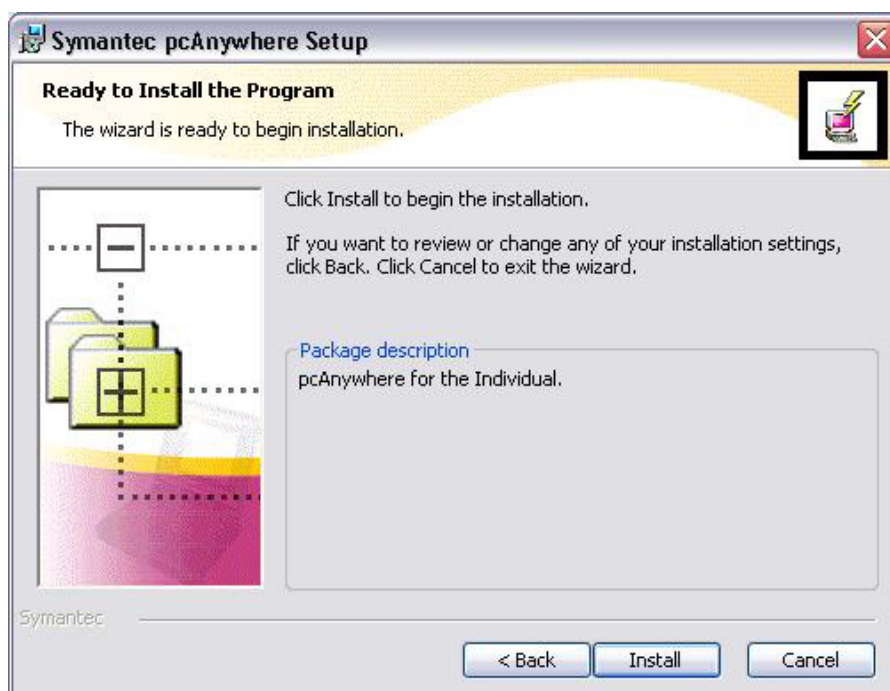 Symantec pcAnywhere Setup
Ready to Install the Program
The wizard is ready to begin installation.
Click Install to begin the installation.
If you want to review or change any of your installation settings,
click Back. Click Cancel to exit the wizard.
Package description
pcAnywhere for the Individual.
Symantec
< Back
Install
Cancel